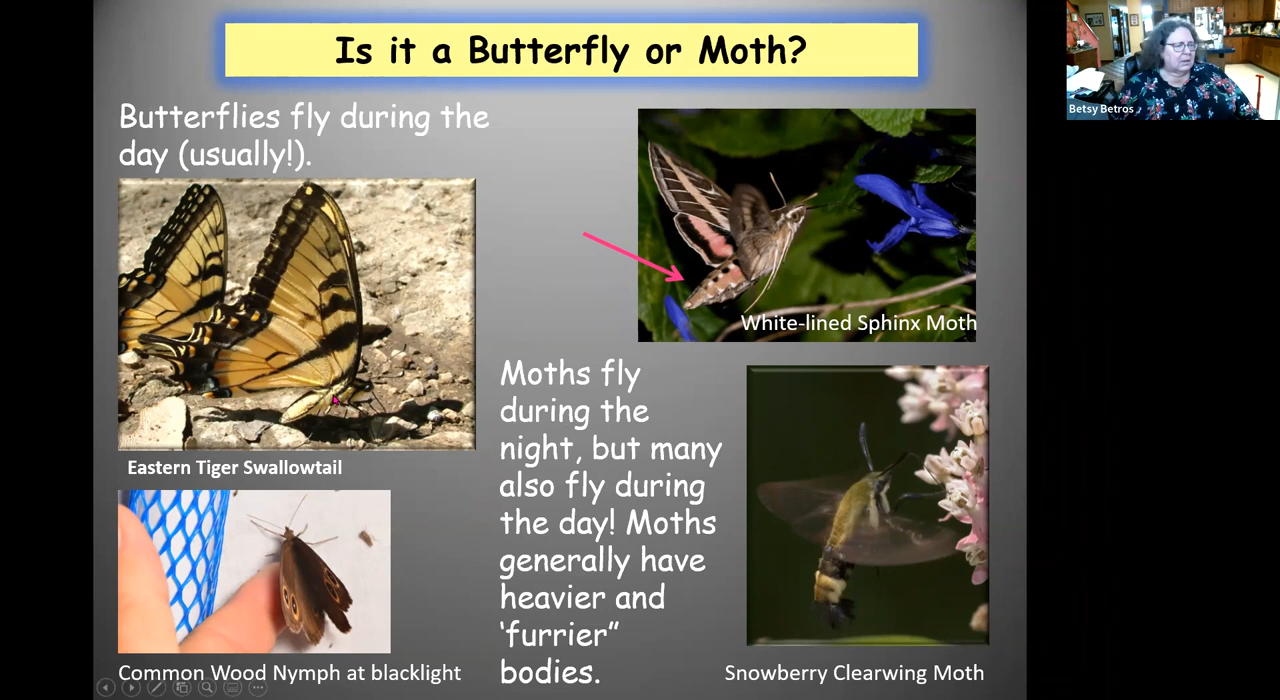 Is it a Butterfly or Moth?
Betsy Betros
Butterflies fly during the
day (usually!).
White-lined Sphinx Moth
Eastern Tiger Swallowtail
Moths fly
during the
night, but many
also fly during
the day! Moths
generally have
heavier and
‘furrier”
bodies.
Common Wood Nymph at blacklight
Snowberry Clearwing Moth